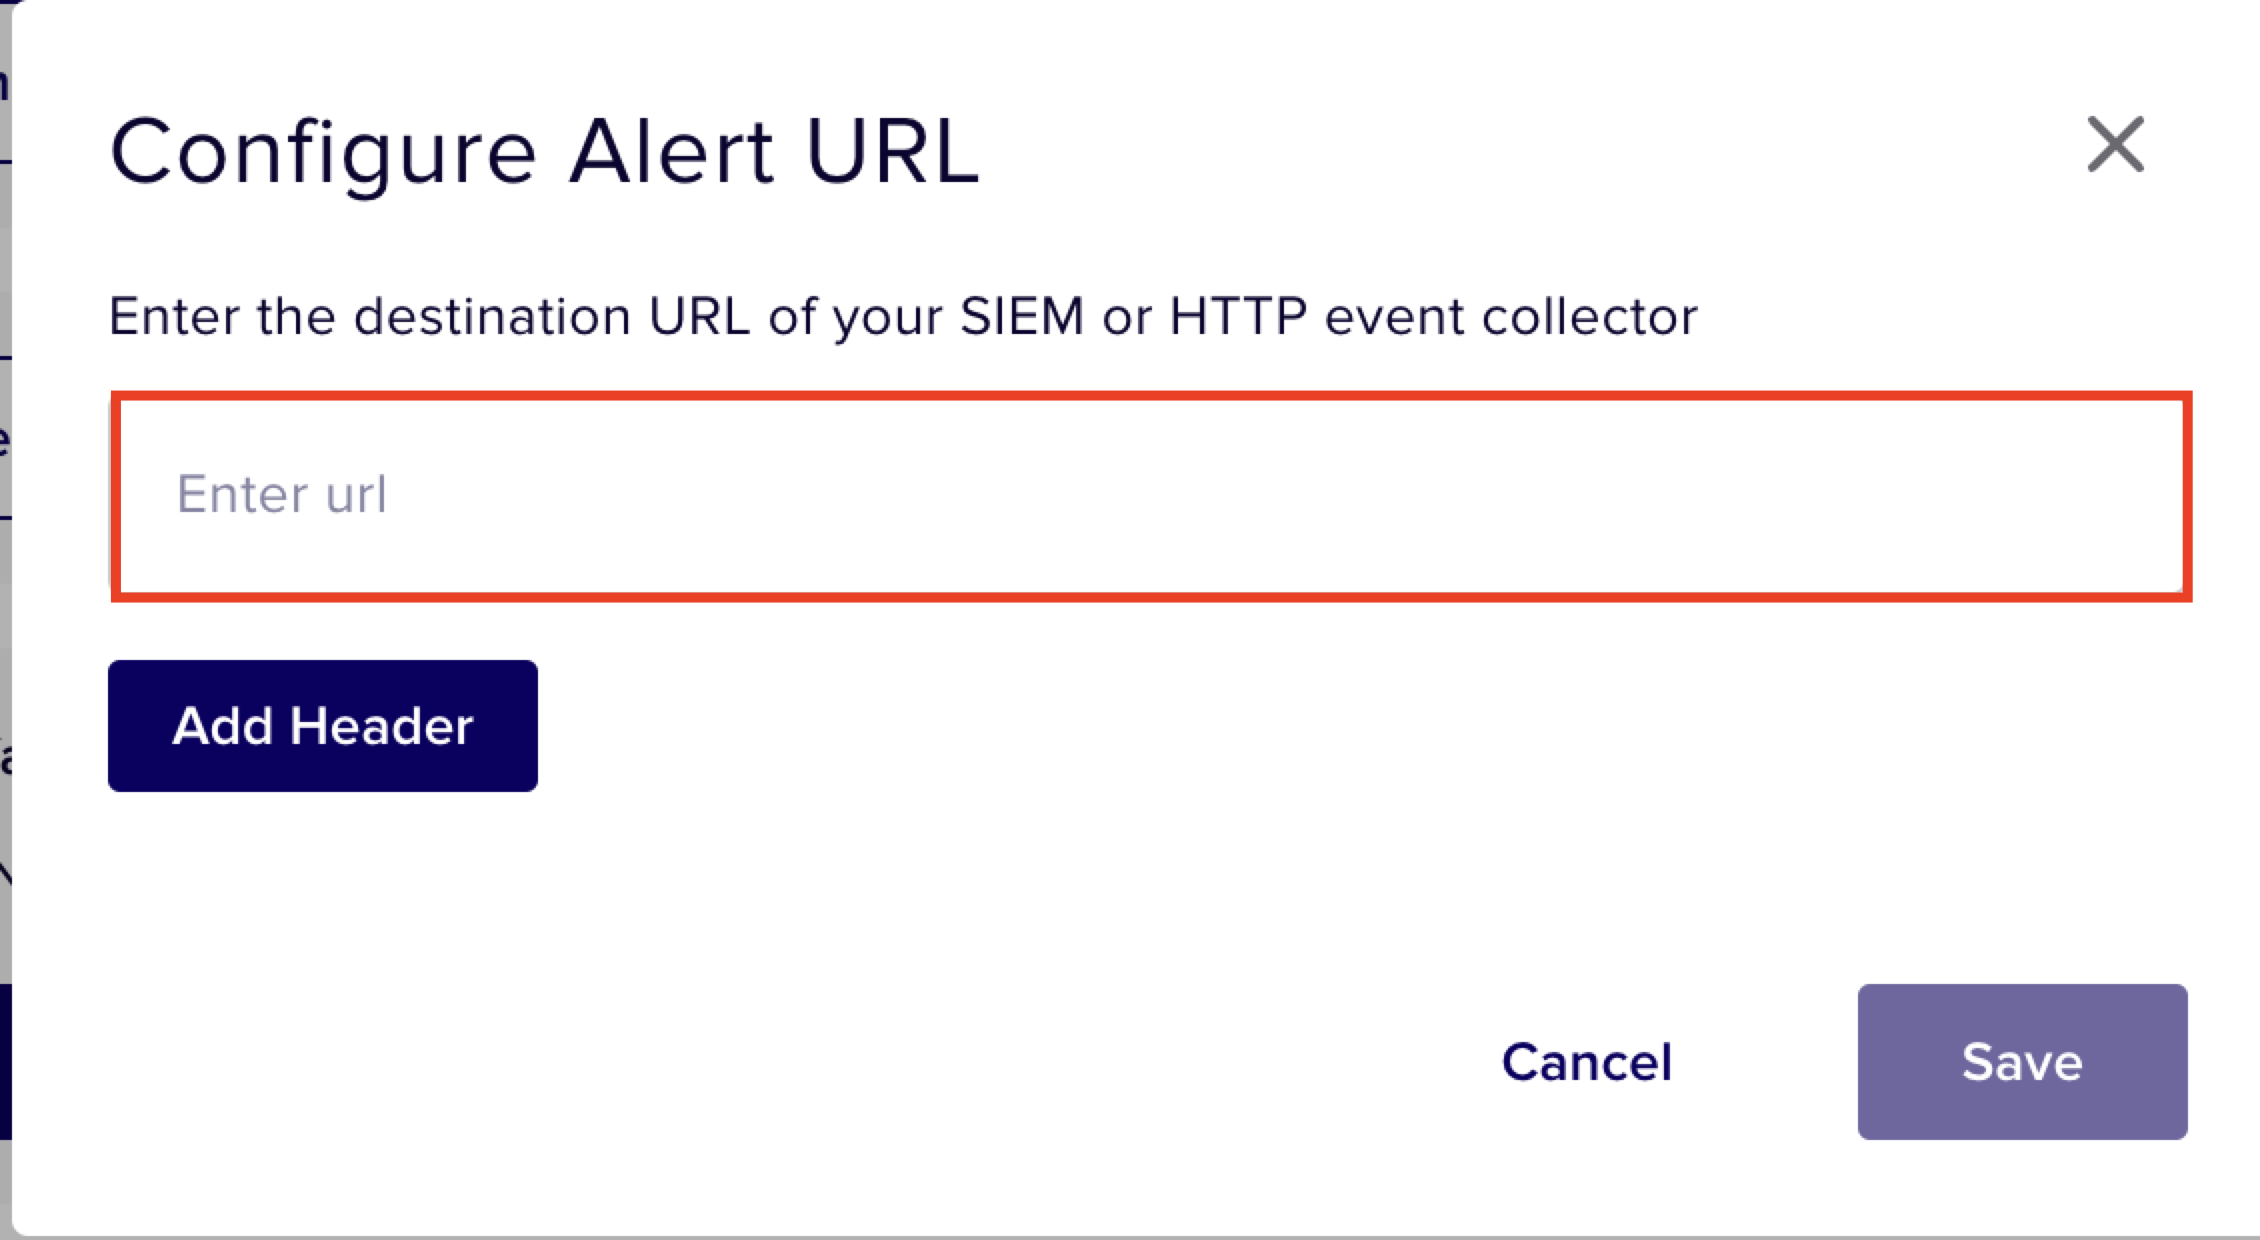 Configure Alert URL
Enter the destination URL of your SIEM or HTTP event collector
Enter url
Add Header
Cancel
Save